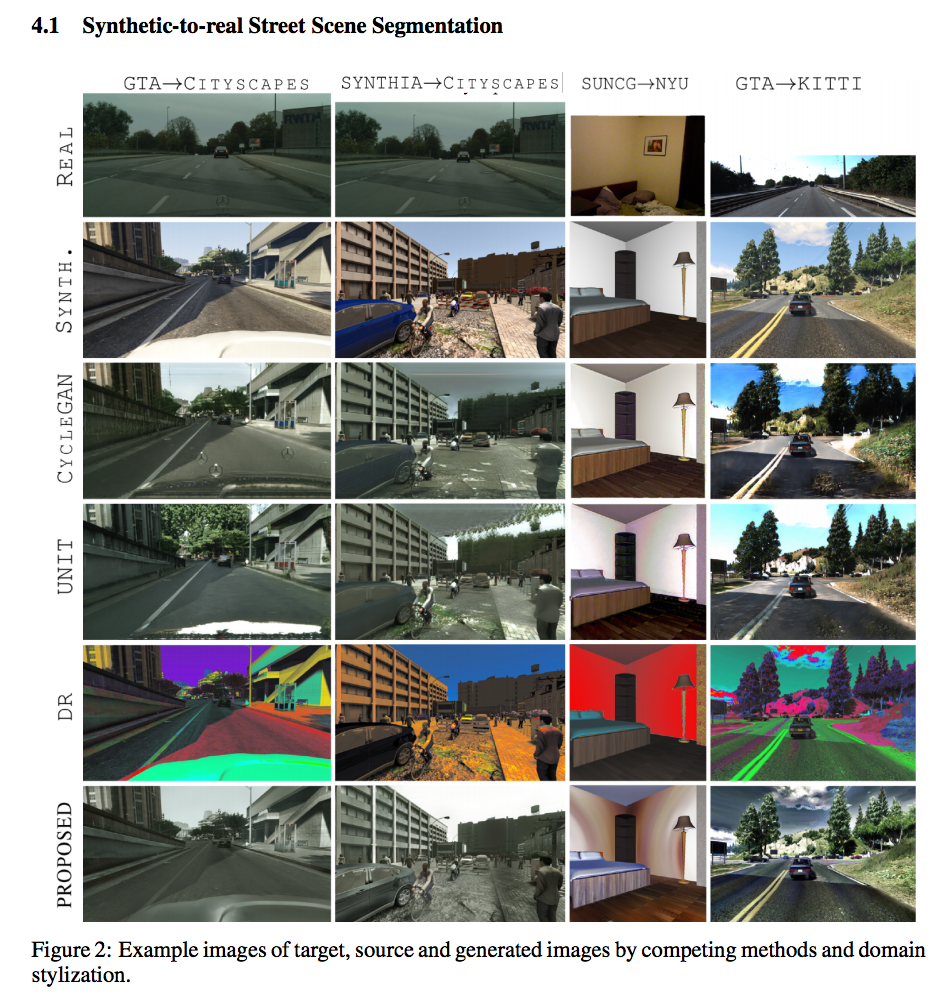 4.1 Synthetic-to-real Street Scene Segmentation
GTA→CITYSCAPES SYNTHIA→CITYSCAPES SUNCG→NYU GTA→KITTI
REAL
SYNTH.
CYCLEGAN
UNIT
DR
PROPOSED
Figure 2: Example images of target, source and generated images by competing methods and domain
stylization.